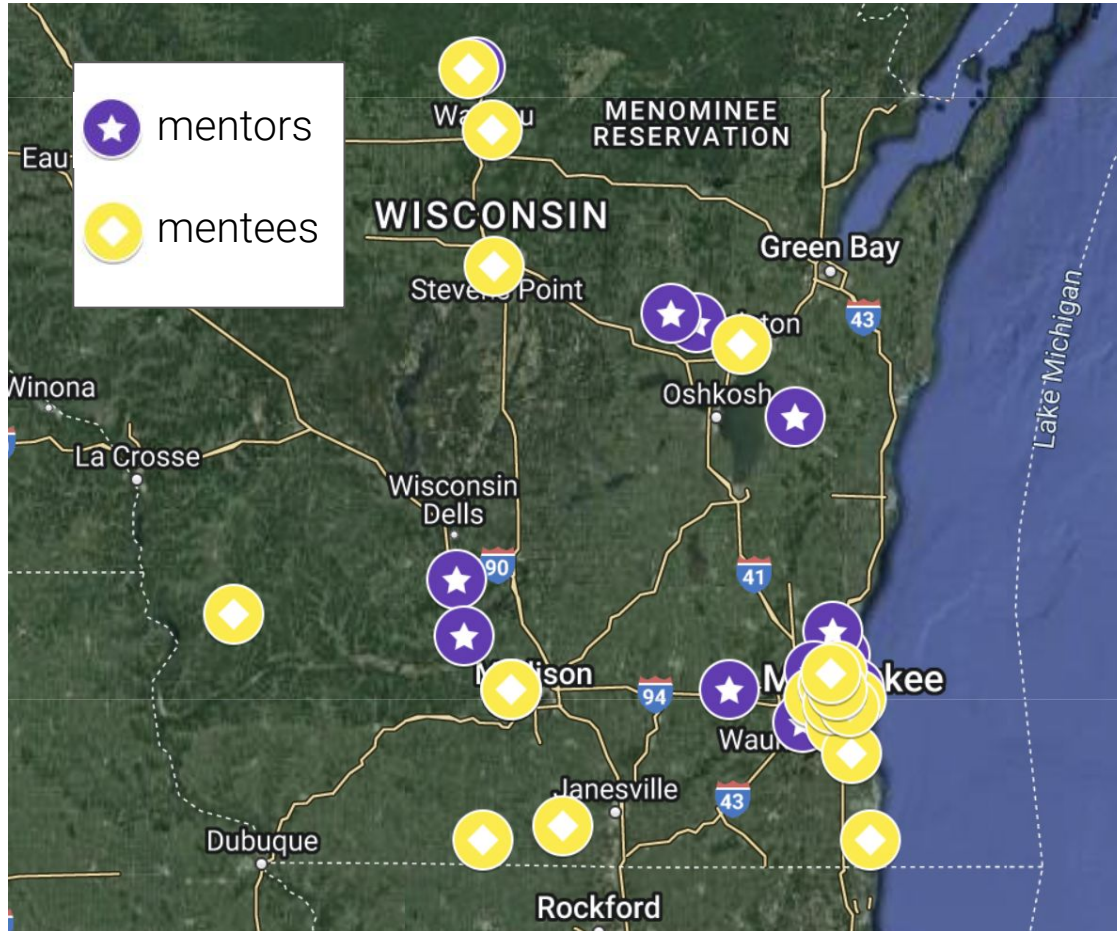 mentors
mentees
MENOMINEE
RESERVATION
WISCONSIN
Green Bay
Point
43
Winona
Oshkosh
La Crosse
Lake Michigan
Wisconsin
Dells
90
41
94
Janesville
43
Dubuque
Rockford